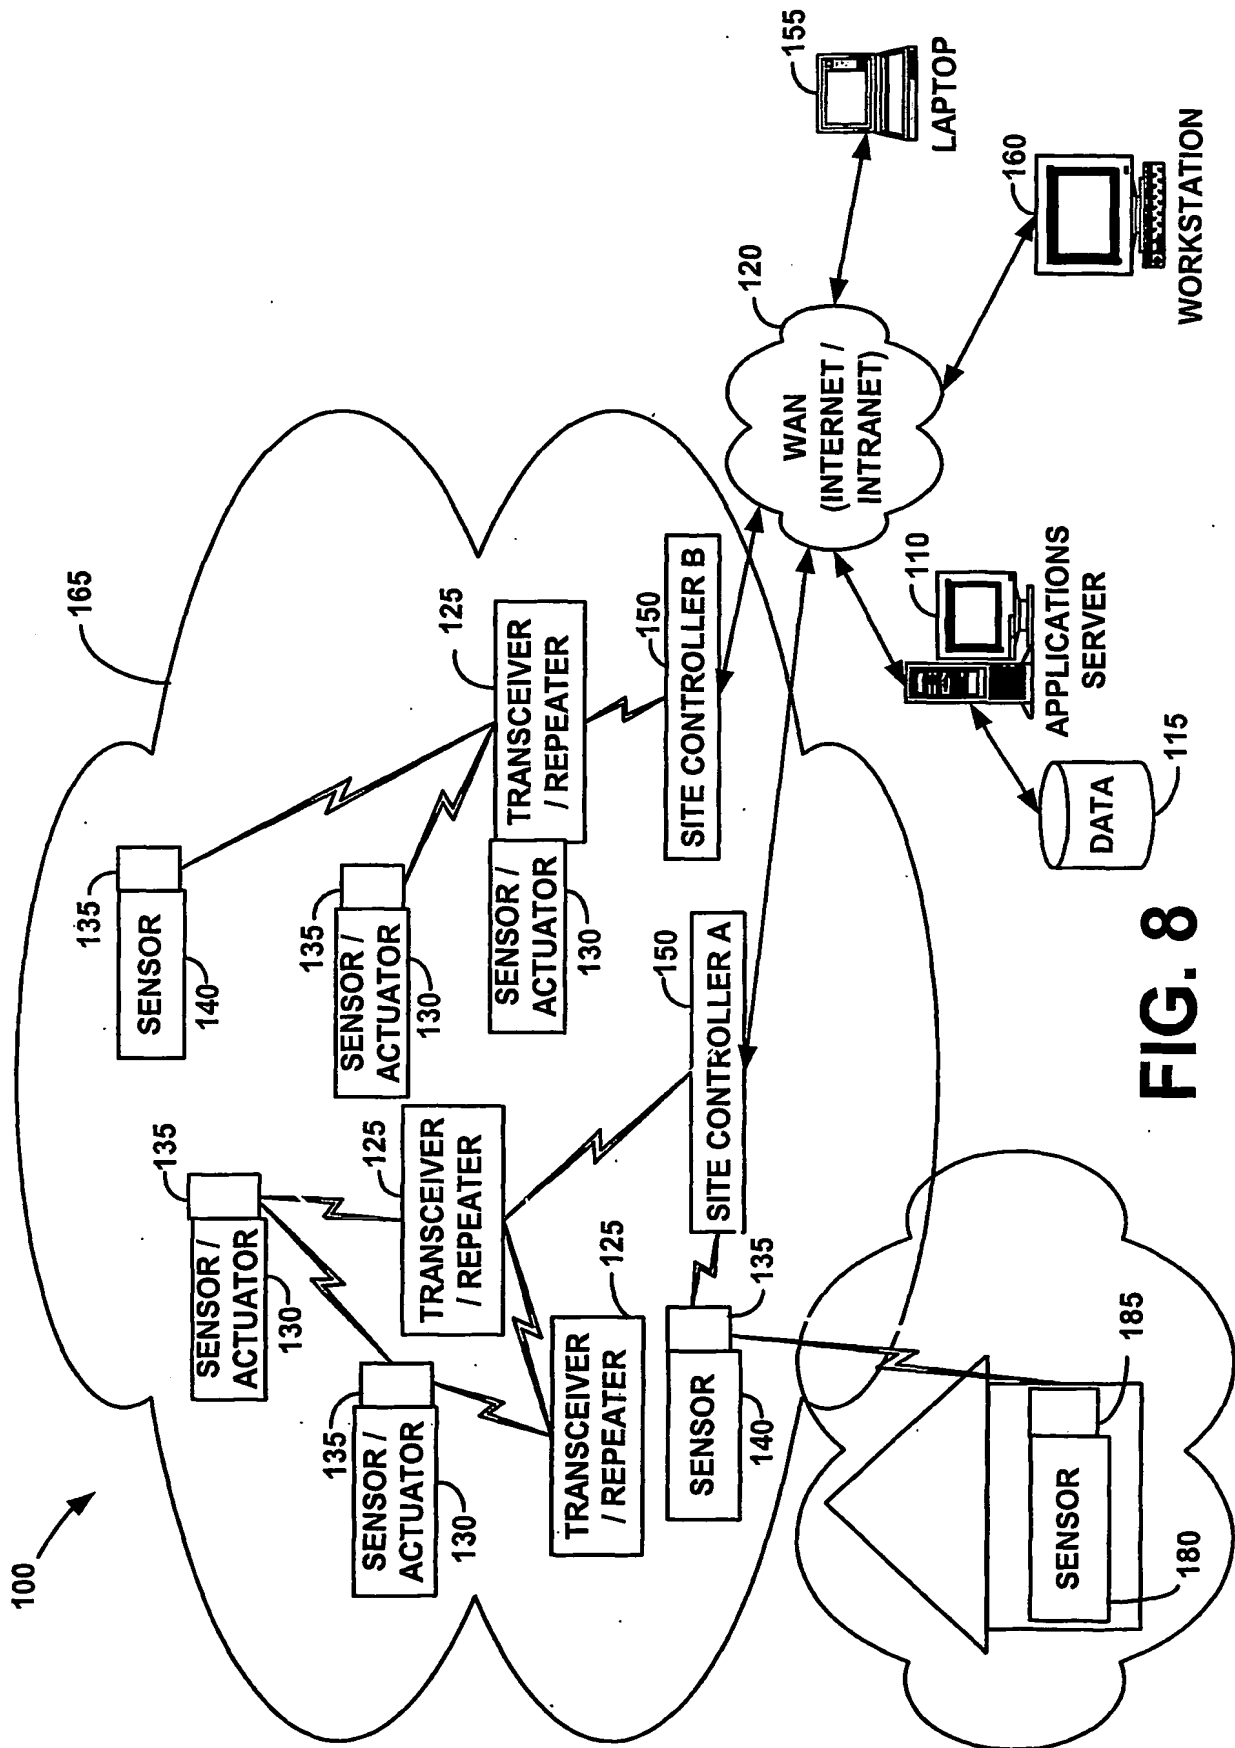 100
165
135
SENSOR
140
135
SENSOR /
ACTUATOR
130
135
SENSOR /
ACTUATOR
130
135
SENSOR /
ACTUATOR
130
125
TRANSCEIVER
/ REPEATER
125
TRANSCEIVER
/ REPEATER
SENSOR /
ACTUATOR
130
125
TRANSCEIVER
/ REPEATER
SENSOR
140
135
150
SITE CONTROLLER A
150
SITE CONTROLLER B
120
WAN
(INTERNET /
INTRANET)
155
LAPTOP
160
WORKSTATION
110
APPLICATIONS
SERVER
DATA
115
SENSOR
180
185
FIG. 8